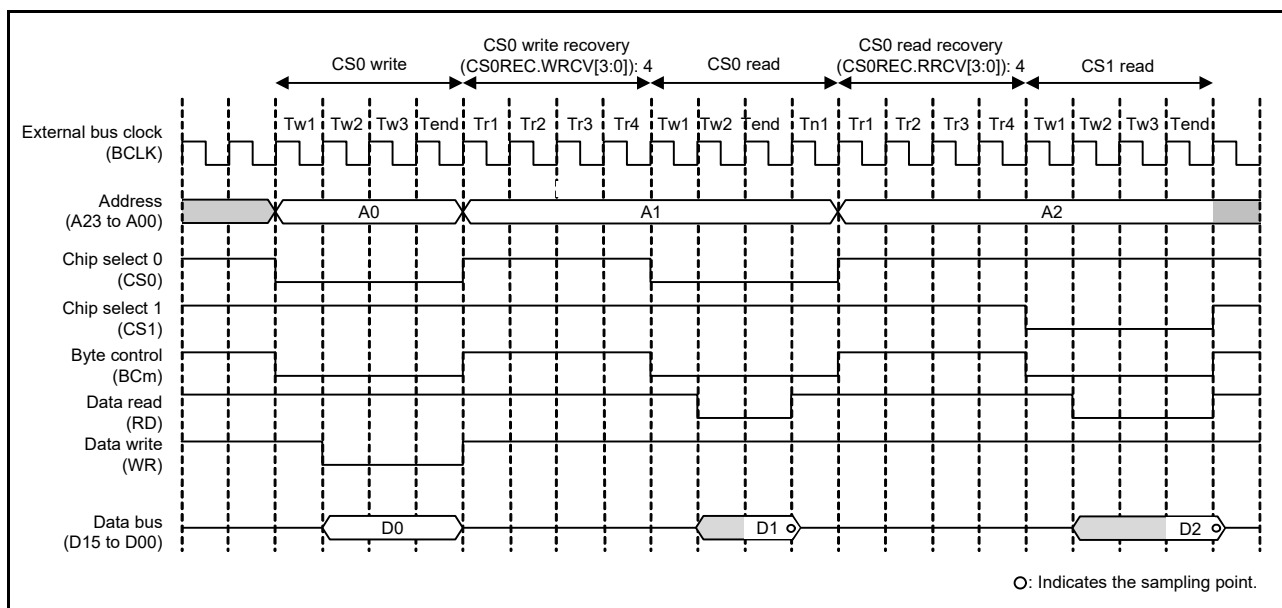 CS0 write
CS0 write recovery
(CS0REC.WRCV[3:0]): 4
CS0 read
CS0 read recovery
(CS0REC.RRCV[3:0]): 4
CS1 read
External bus clock
(BCLK)
Tw1 Tw2 Tw3 Tend Tr1 Tr2 Tr3 Tr4 Tw1 Tw2 Tend Tn1 Tr1 Tr2 Tr3 Tr4 Tw1 Tw2 Tw3 Tend
Address
(A23 to A00)
A0 A1 A2
Chip select 0
(CS0)
Chip select 1
(CS1)
Byte control
(BCm)
Data read
(RD)
Data write
(WR)
Data bus
(D15 to D00)
D0 D1 D2
O: Indicates the sampling point.